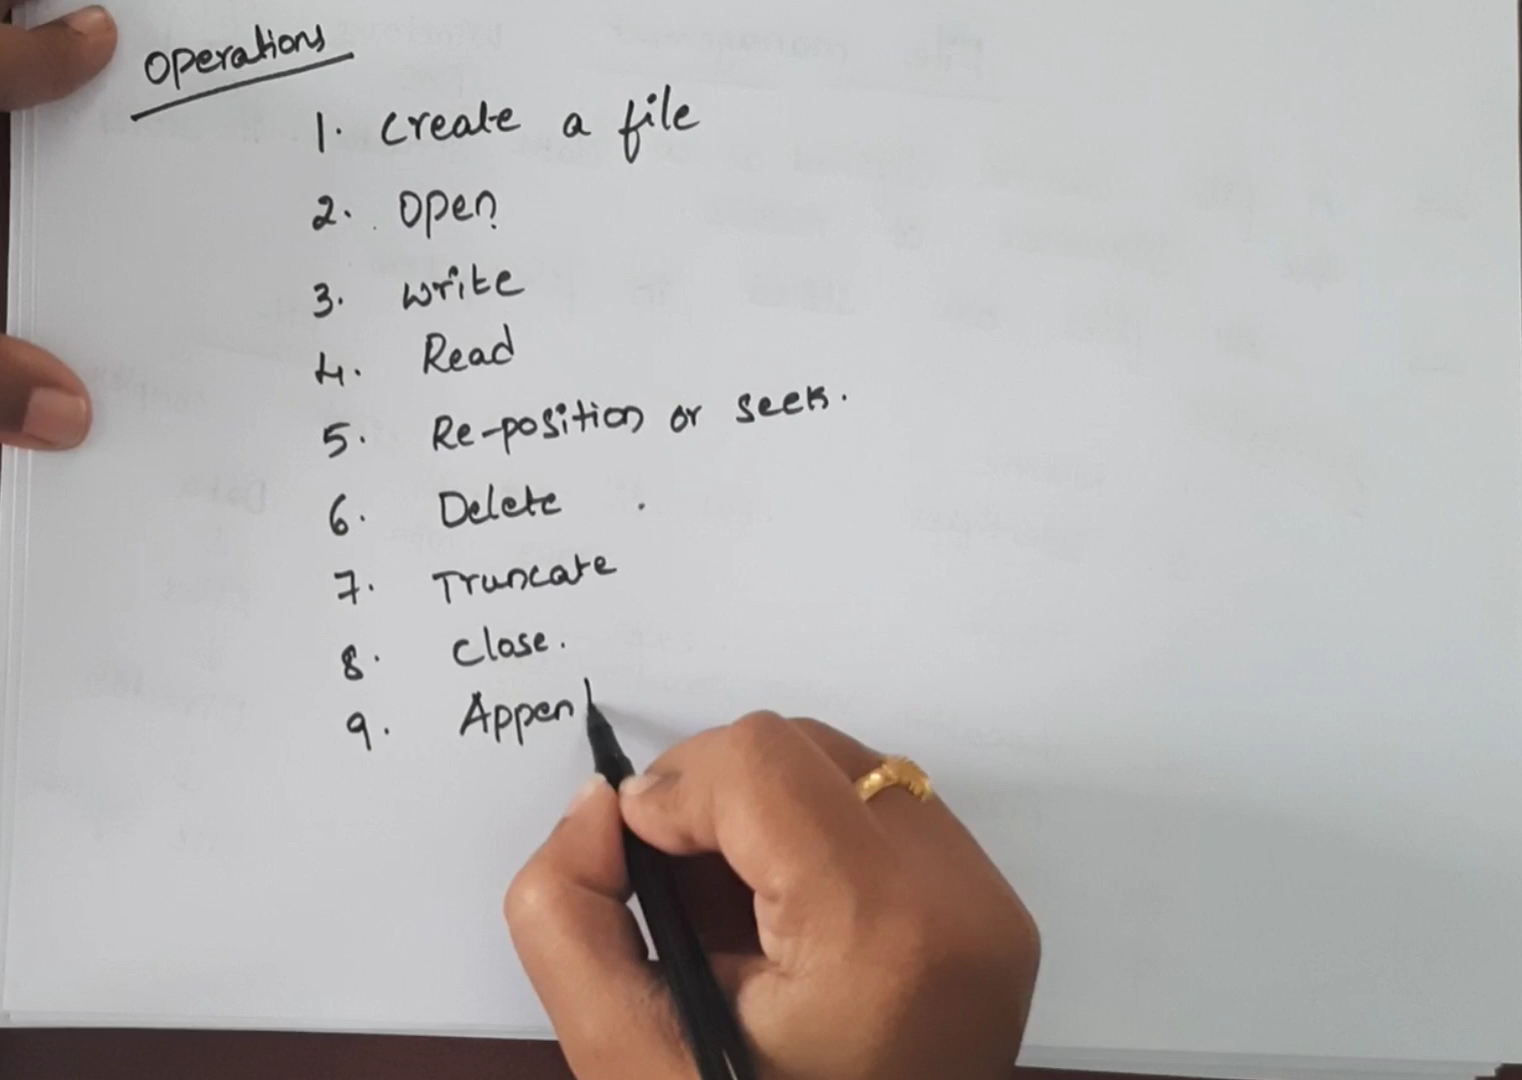 Operations
1. Create a file
2. Open
3. Write
4. Read
5. Re-position or seek.
6. Delete
7. Truncate
8. Close.
9. Appen